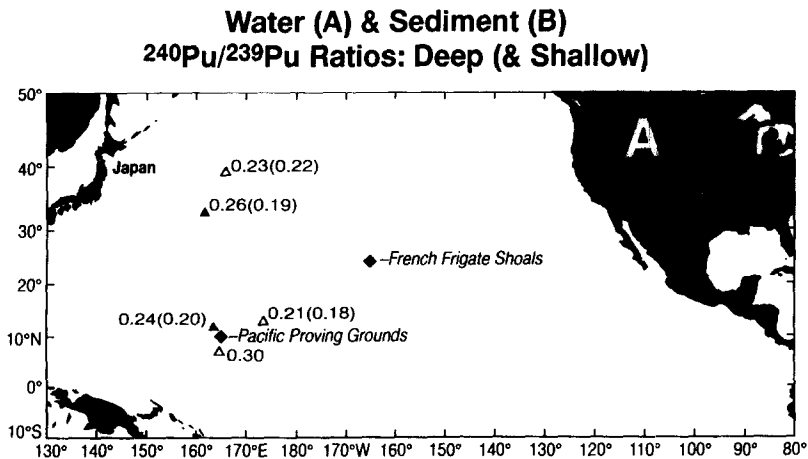 Water (A) & Sediment (B)
²⁴⁰Pu/²³⁹Pu Ratios: Deep (& Shallow)
50°
A
Japan
40°
0.23(0.22)
0.26(0.19)
30°
–French Frigate Shoals
20°
0.21(0.18)
0.24(0.20)
10°N
–Pacific Proving Grounds
0.30
0°
10°S
130° 140° 150° 160° 170°E 180° 170°W 160° 150° 140° 130° 120° 110° 100° 90° 80°